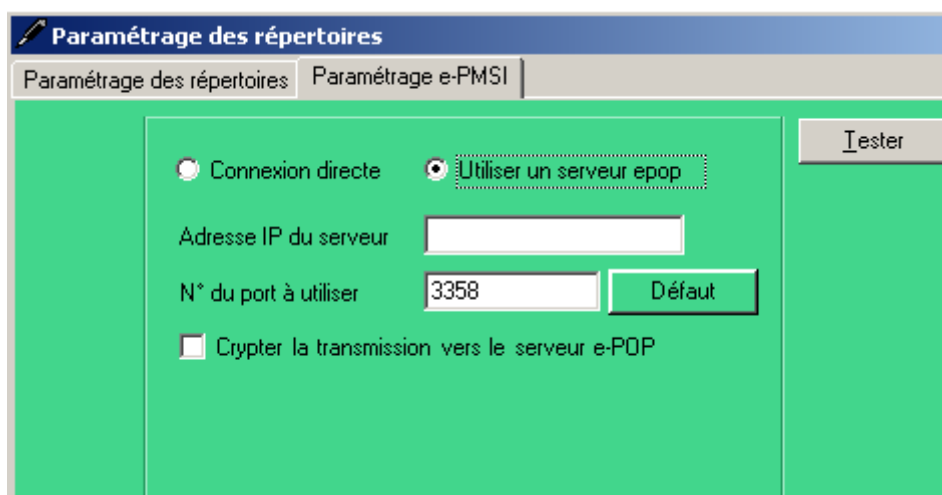 Paramétrage des répertoires
Paramétrage des répertoires Paramétrage e-PMSI
Tester
Connexion directe Utiliser un serveur epop
Adresse IP du serveur
N° du port à utiliser 3358 Défaut
Crypter la transmission vers le serveur e-POP